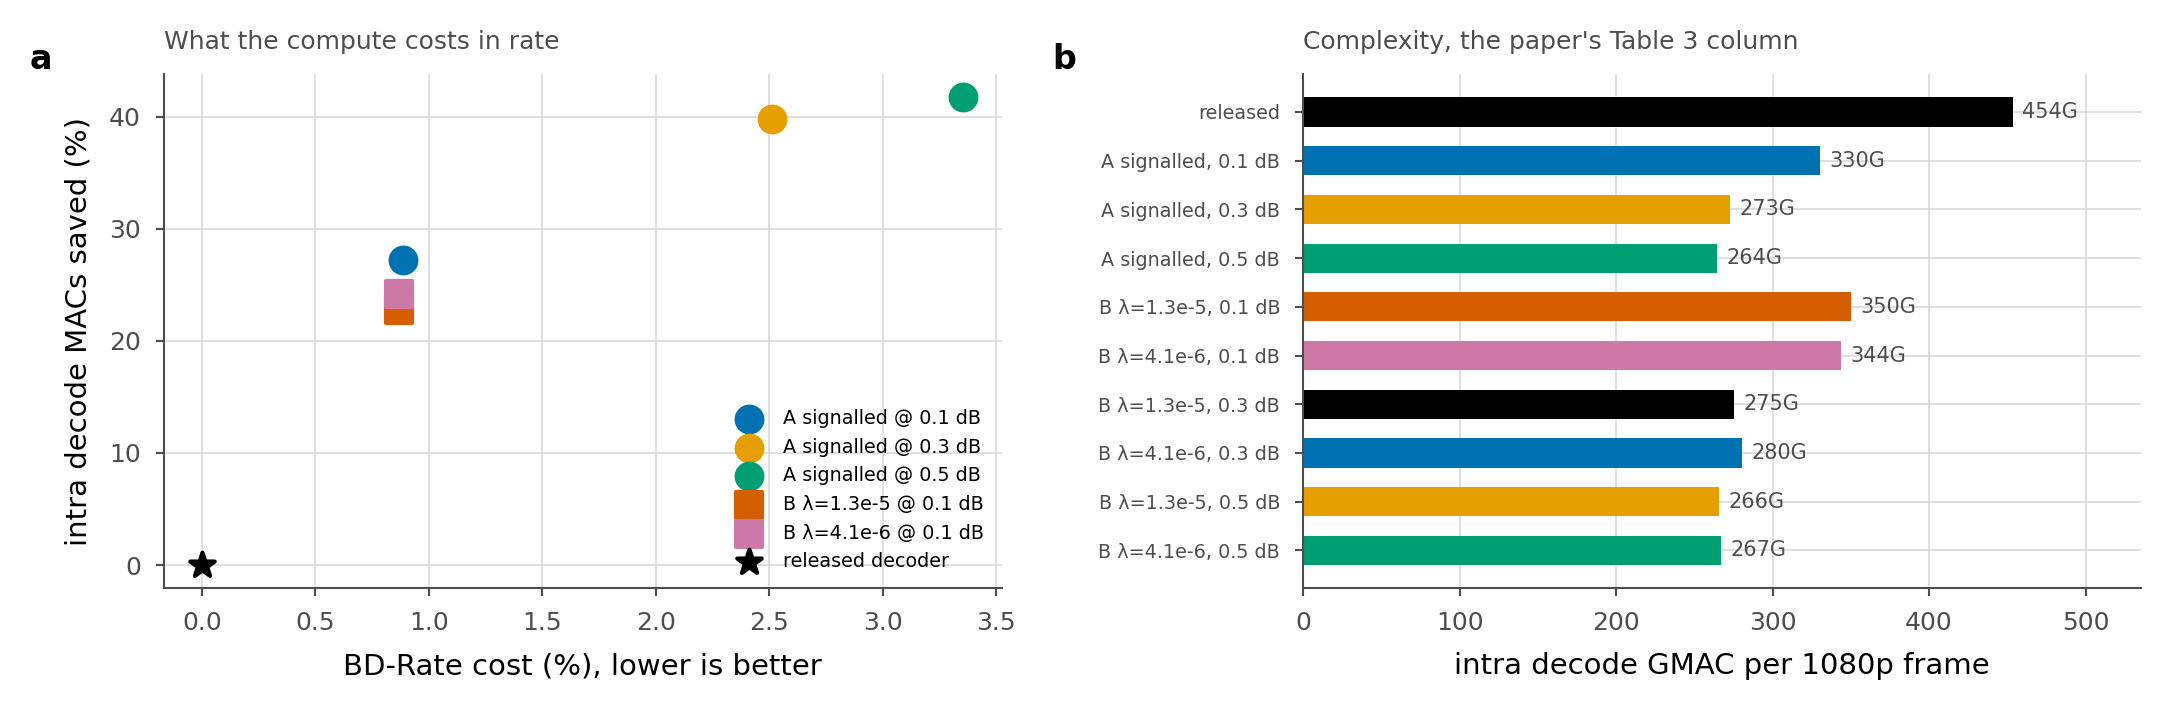 a
What the compute costs in rate
intra decode MACs saved (%)
40
30
20
10
0
A signalled @ 0.1 dB
A signalled @ 0.3 dB
A signalled @ 0.5 dB
B λ=1.3e-5 @ 0.1 dB
B λ=4.1e-6 @ 0.1 dB
released decoder
0.0 0.5 1.0 1.5 2.0 2.5 3.0 3.5
BD-Rate cost (%), lower is better
b
Complexity, the paper's Table 3 column
released 454G
A signalled, 0.1 dB 330G
A signalled, 0.3 dB 273G
A signalled, 0.5 dB 264G
B λ=1.3e-5, 0.1 dB 350G
B λ=4.1e-6, 0.1 dB 344G
B λ=1.3e-5, 0.3 dB 275G
B λ=4.1e-6, 0.3 dB 280G
B λ=1.3e-5, 0.5 dB 266G
B λ=4.1e-6, 0.5 dB 267G
0 100 200 300 400 500
intra decode GMAC per 1080p frame